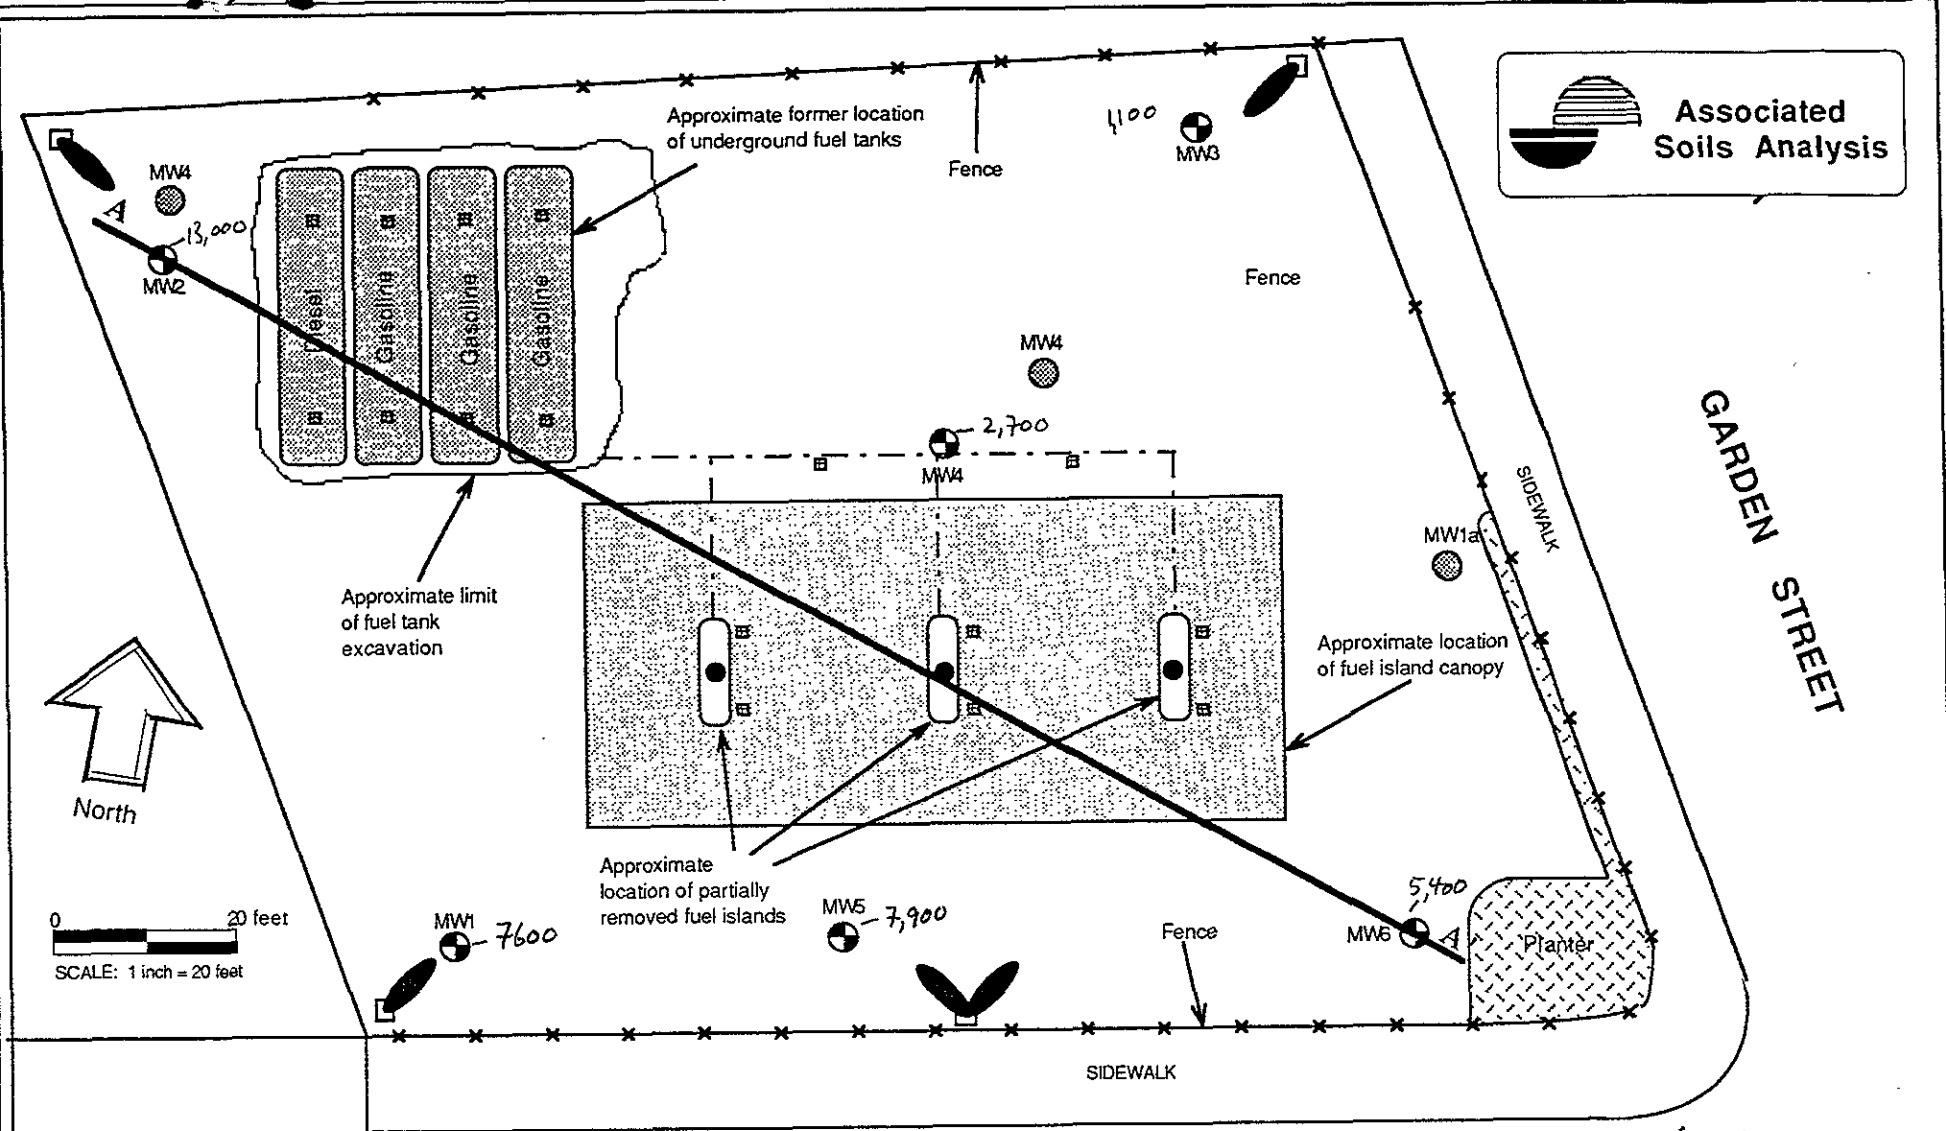 Approximate former location
of underground fuel tanks
Fence
1,100
MW3
Associated
Soils Analysis
MW4
A
13,000
MW2
Diesel
Gasoline
Gasoline
Gasoline
Fence
MW4
2,700
MW4
GARDEN STREET
SIDEWALK
MW1a
Approximate limit
of fuel tank
excavation
Approximate location
of fuel island canopy
North
Approximate
location of partially
removed fuel islands
0 20 feet
SCALE: 1 inch = 20 feet
MW1
7600
MW5
7,900
Fence
5,400
MW6
A
Planter
SIDEWALK